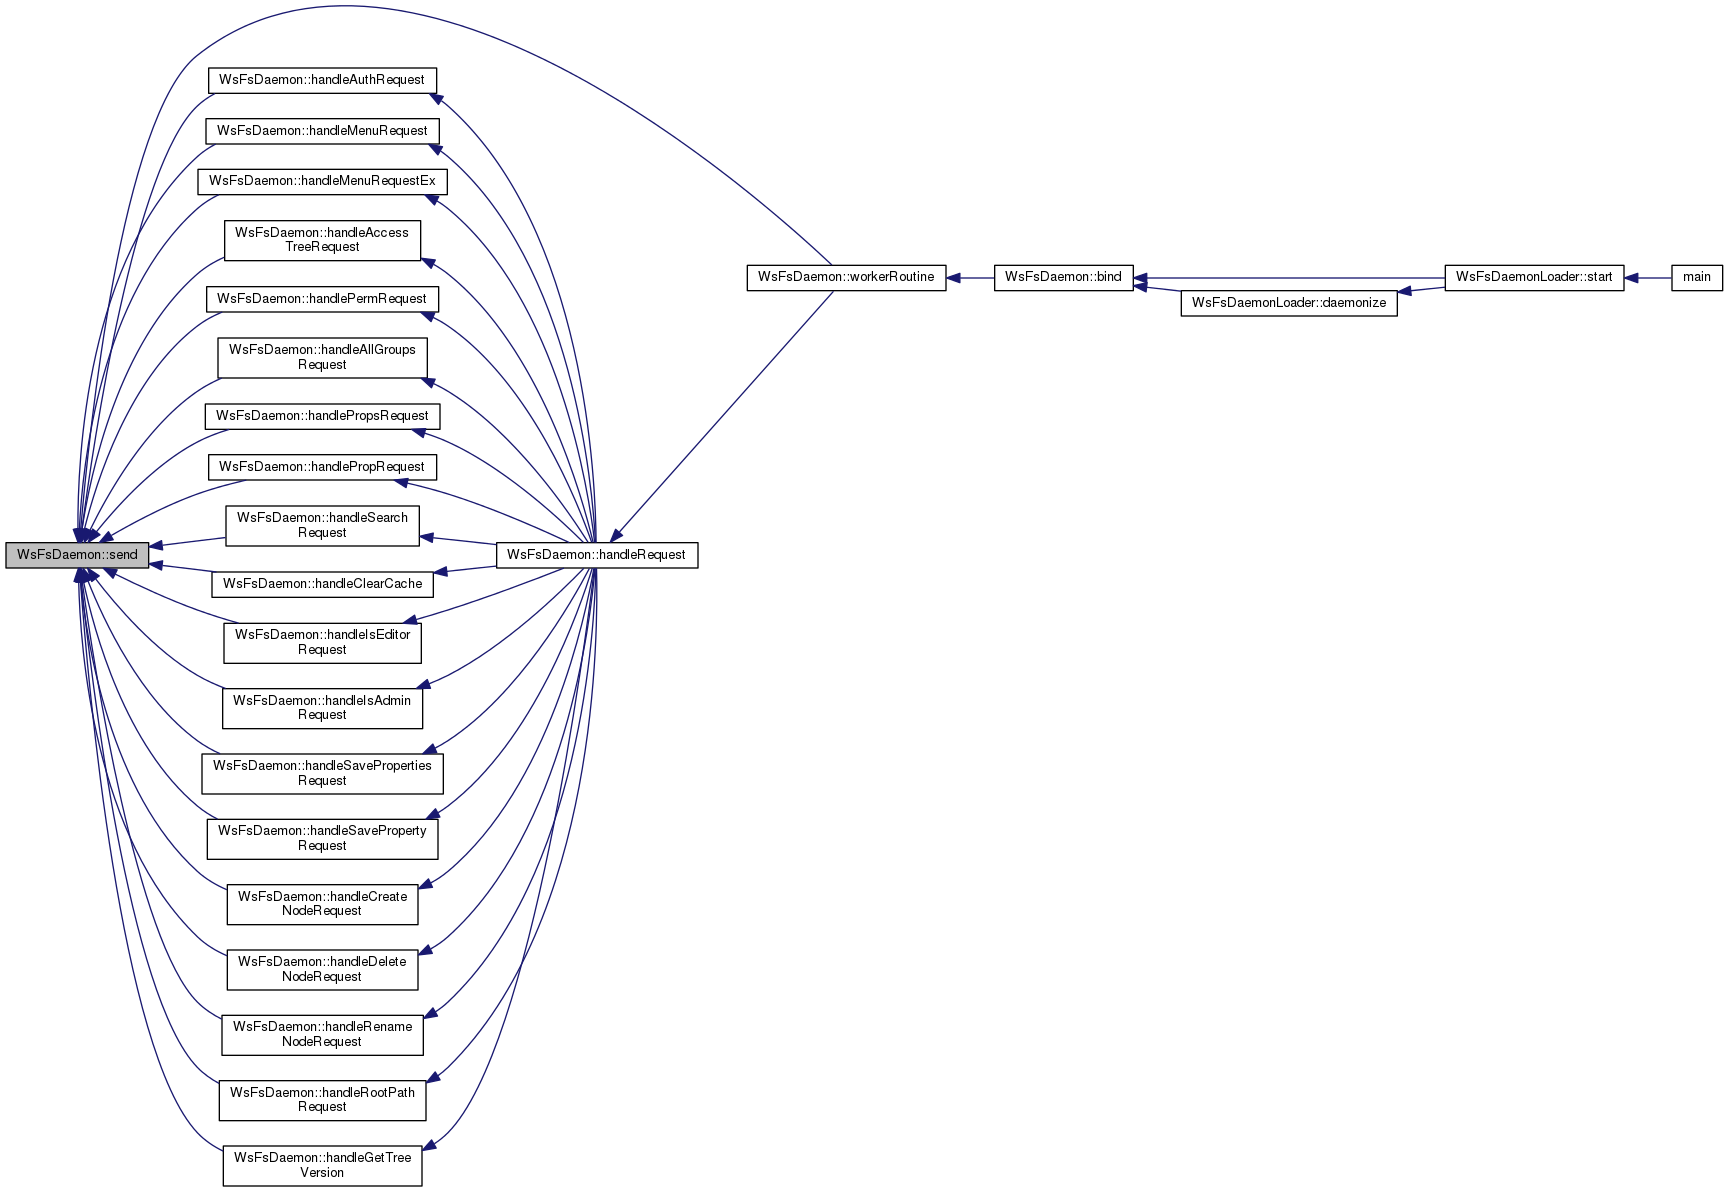 WsFsDaemon::send
WsFsDaemon::handleAuthRequest
WsFsDaemon::handleMenuRequest
WsFsDaemon::handleMenuRequestEx
WsFsDaemon::handleAccess
TreeRequest
WsFsDaemon::handlePermRequest
WsFsDaemon::handleAllGroups
Request
WsFsDaemon::handlePropsRequest
WsFsDaemon::handlePropRequest
WsFsDaemon::handleSearch
Request
WsFsDaemon::handleClearCache
WsFsDaemon::handleIsEditor
Request
WsFsDaemon::handleIsAdmin
Request
WsFsDaemon::handleSaveProperties
Request
WsFsDaemon::handleSaveProperty
Request
WsFsDaemon::handleCreate
NodeRequest
WsFsDaemon::handleDelete
NodeRequest
WsFsDaemon::handleRename
NodeRequest
WsFsDaemon::handleRootPath
Request
WsFsDaemon::handleGetTree
Version
WsFsDaemon::handleRequest
WsFsDaemon::workerRoutine
WsFsDaemon::bind
WsFsDaemonLoader::daemonize
WsFsDaemonLoader::start
main